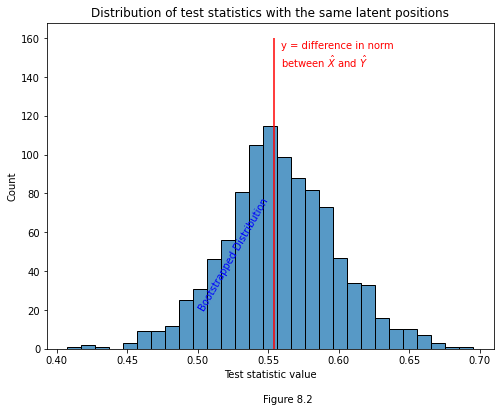 Distribution of test statistics with the same latent positions
160
140
120
100
80
60
40
20
0
Count
y = difference in norm
between X̂ and Ŷ
Bootstrapped Distribution
0.40 0.45 0.50 0.55 0.60 0.65 0.70
Test statistic value
Figure 8.2